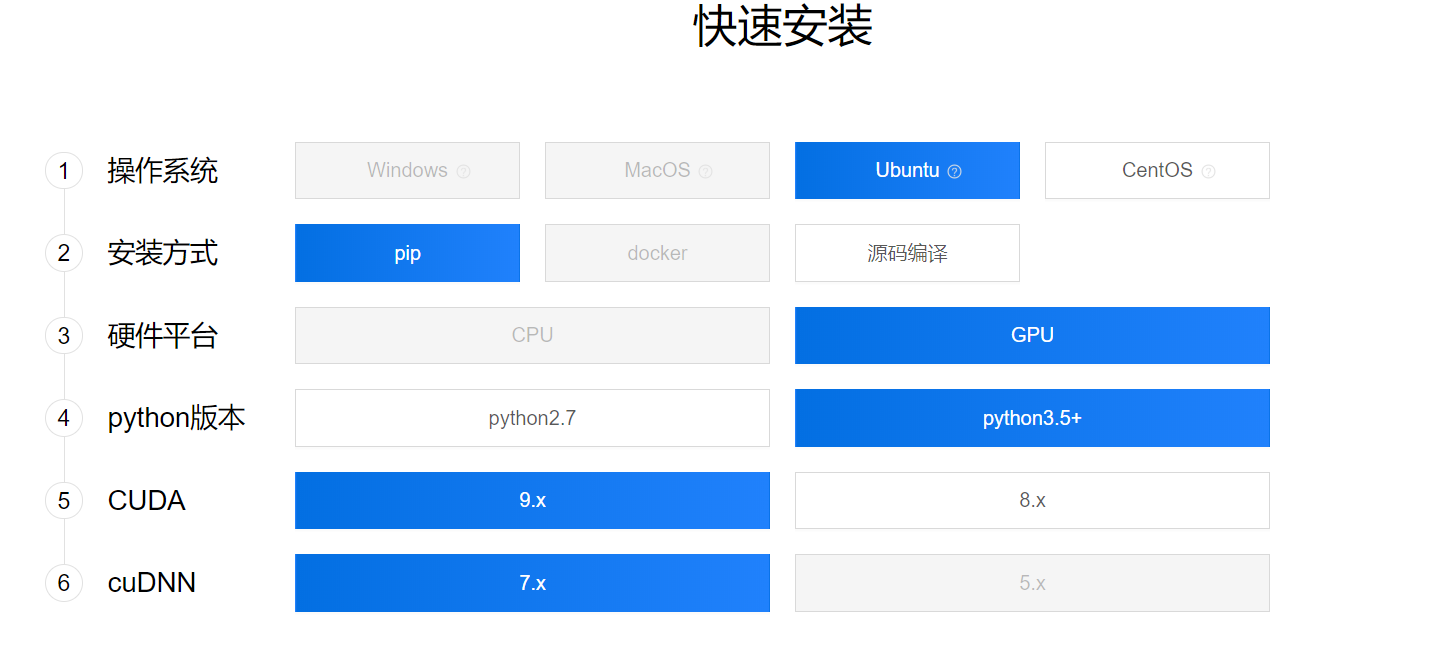 快速安装
1 操作系统 Windows ? MacOS ? Ubuntu ? CentOS ?
2 安装方式 pip docker 源码编译
3 硬件平台 CPU GPU
4 python版本 python2.7 python3.5+
5 CUDA 9.x 8.x
6 cuDNN 7.x 5.x